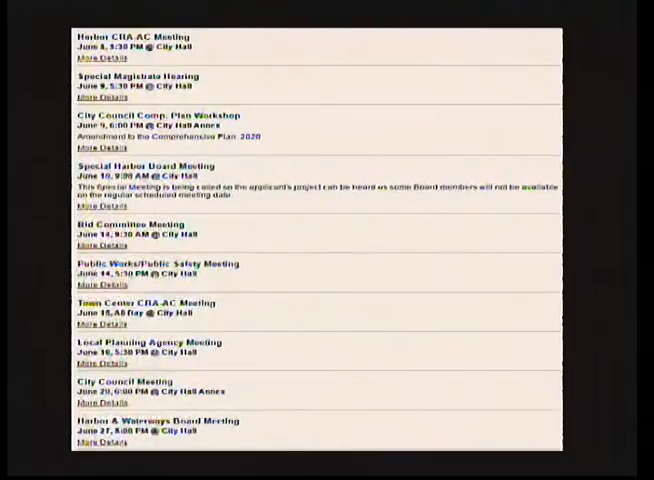 Harbor CRA-AC Meeting
June 8, 5:30 PM @ City Hall
More Details
Special Magistrate Hearing
June 9, 5:30 PM @ City Hall
More Details
City Council Comp. Plan Workshop
June 9, 6:00 PM @ City Hall Annex
Amendment to the Comprehensive Plan 2020
More Details
Special Harbor Board Meeting
June 10, 9:00 AM @ City Hall
This Special Meeting is being called so the applicant's project can be heard as some Board members will not be available
on the regular scheduled meeting date.
More Details
Bid Committee Meeting
June 14, 9:30 AM @ City Hall
More Details
Public Works/Public Safety Meeting
June 14, 5:30 PM @ City Hall
More Details
Town Center CRA-AC Meeting
June 15, All Day @ City Hall
More Details
Local Planning Agency Meeting
June 16, 5:30 PM @ City Hall
More Details
City Council Meeting
June 20, 6:00 PM @ City Hall Annex
More Details
Harbor & Waterways Board Meeting
June 27, 5:00 PM @ City Hall
More Details